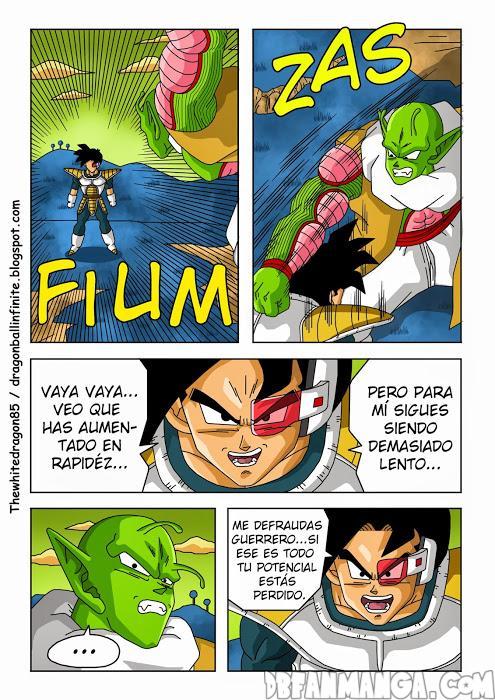 FIUM
ZAS
VAYA VAYA...
VEO QUE
HAS AUMEN-
TADO EN
RAPIDÉZ...
PERO PARA
MÍ SIGUES
SIENDO
DEMASIADO
LENTO...
...
ME DEFRAUDAS
GUERRERO...SI
ESE ES TODO
TU POTENCIAL
ESTÁS
PERDIDO.
Thewhitedragon85 / dragonballinfinite.blogspot.com
DBFANMANGA.COM